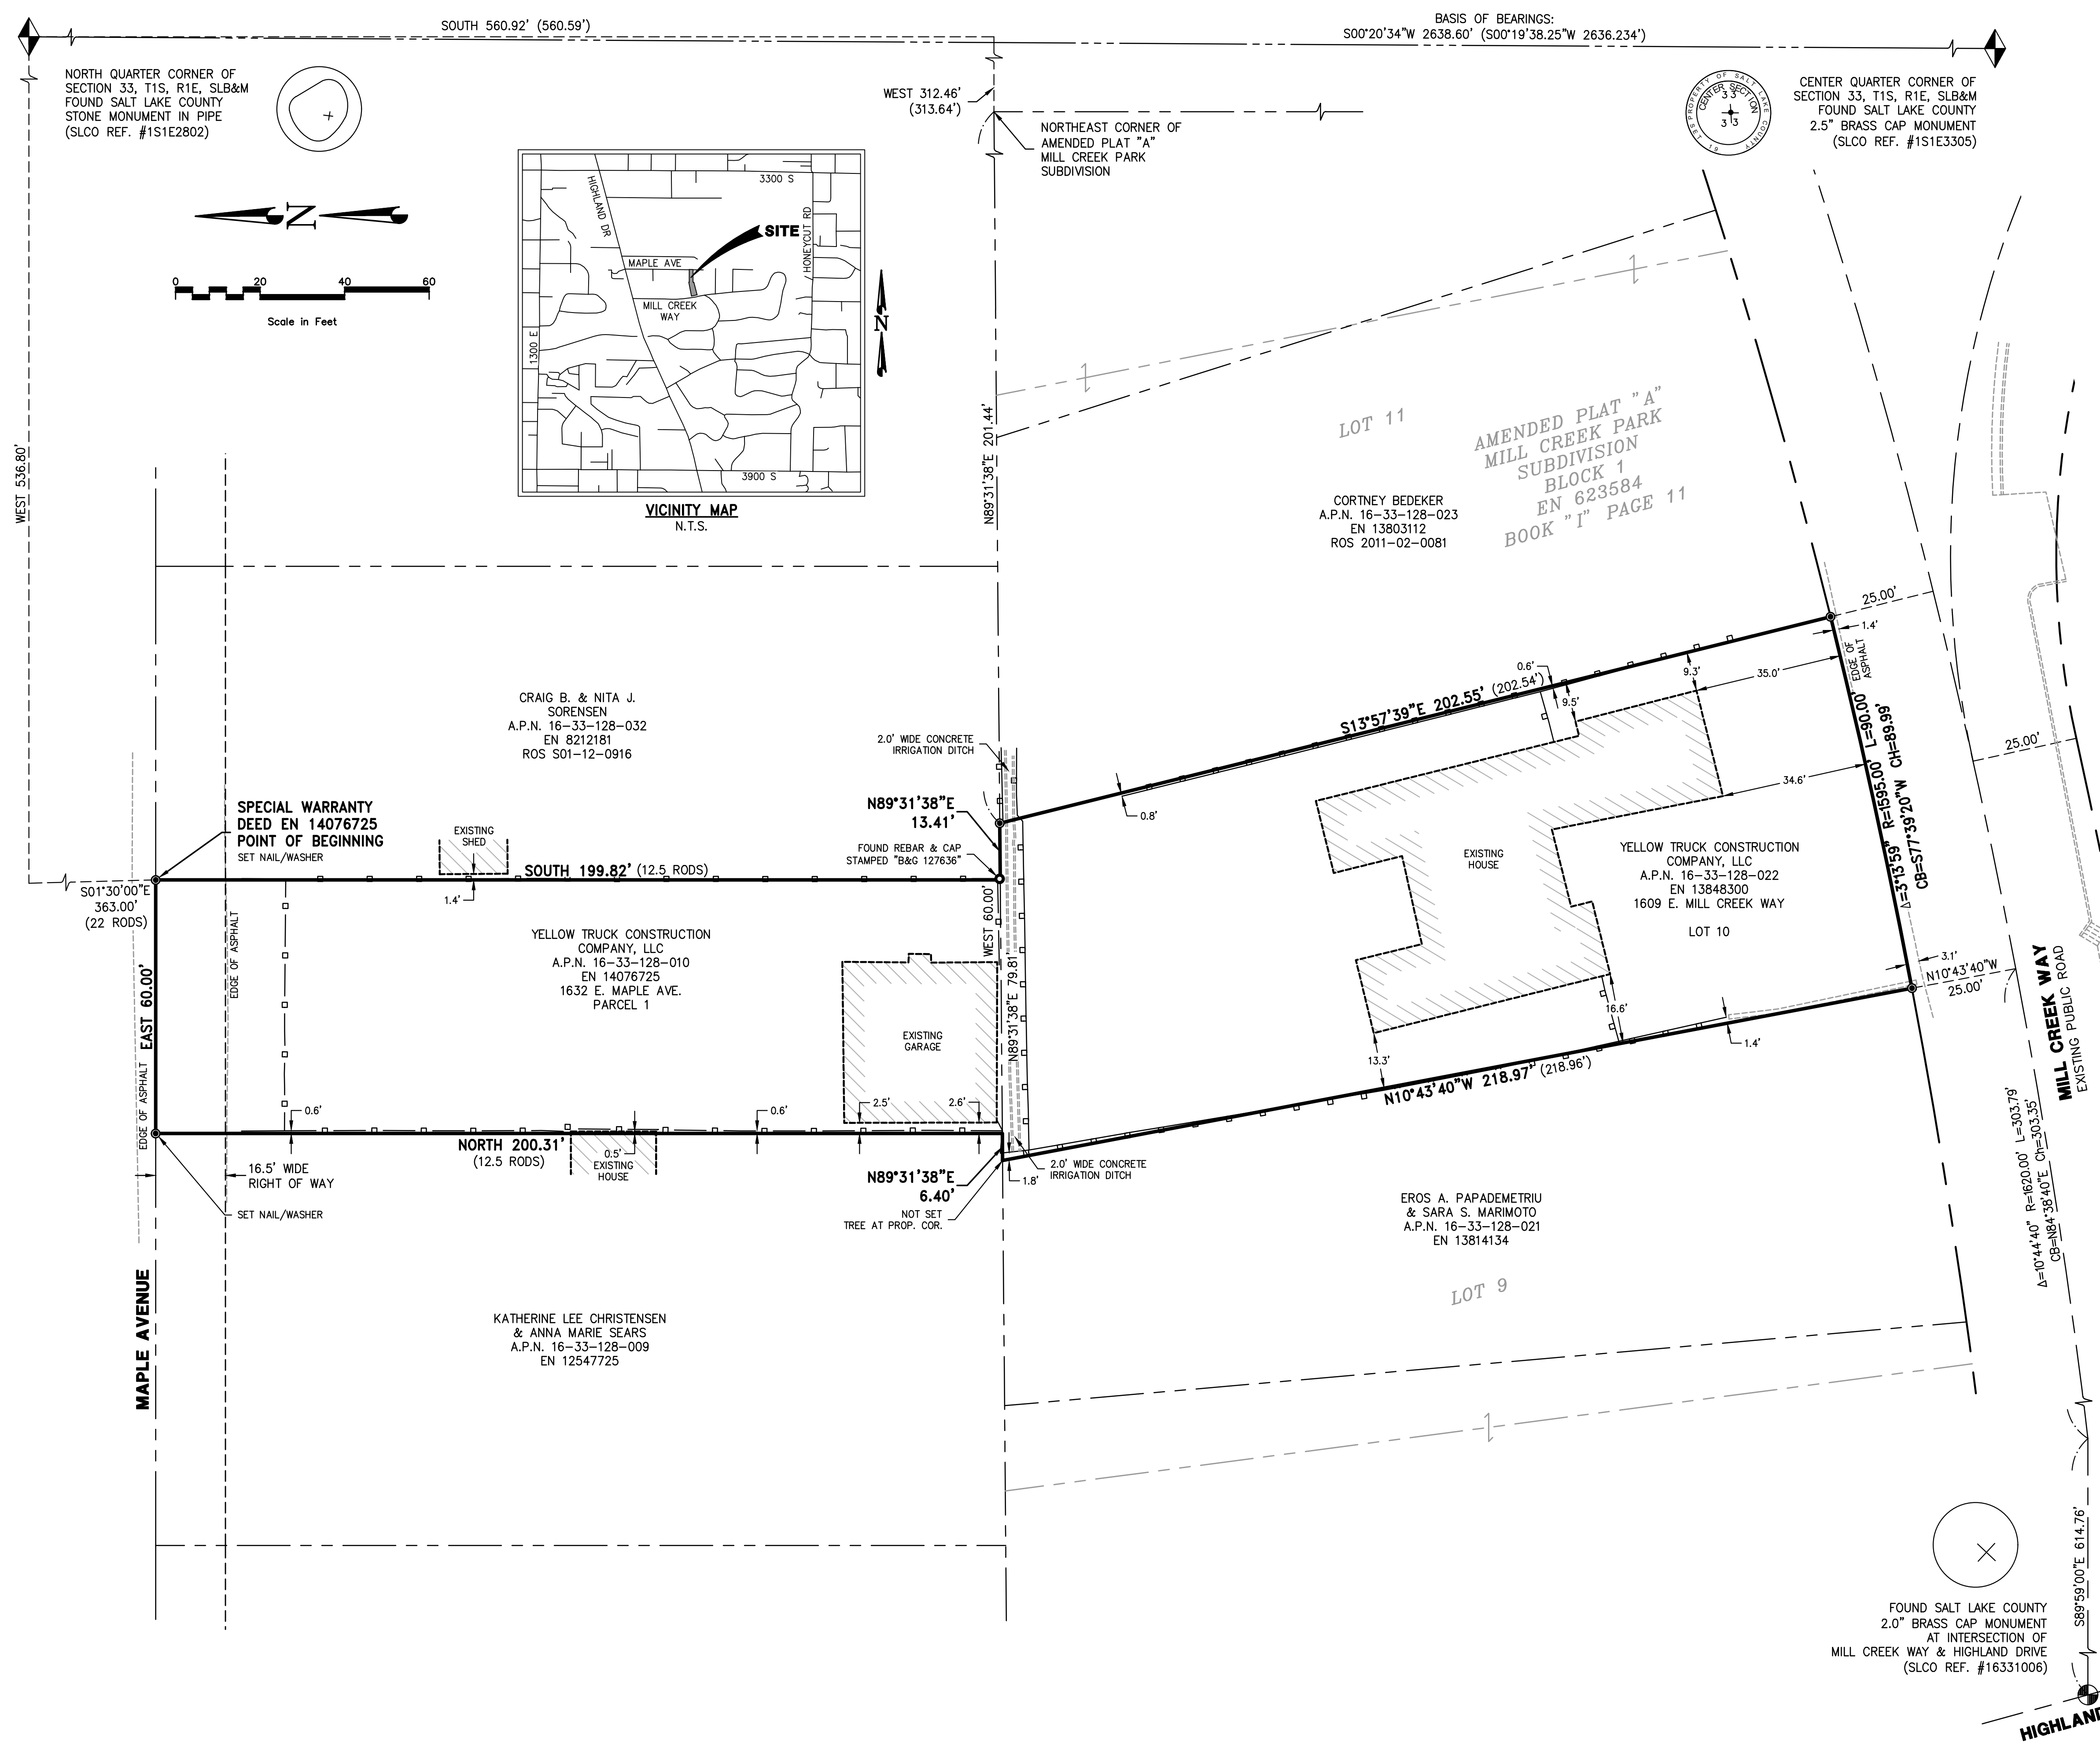 SOUTH 560.92' (560.59')
BASIS OF BEARINGS:
S00°20'34"W 2638.60' (S00°19'38.25"W 2636.234')
NORTH QUARTER CORNER OF
SECTION 33, T1S, R1E, SLB&M
FOUND SALT LAKE COUNTY
STONE MONUMENT IN PIPE
(SLCO REF. #1S1E2802)
WEST 312.46'
(313.64')
NORTHEAST CORNER OF
AMENDED PLAT "A"
MILL CREEK PARK
SUBDIVISION
PROPERTY OF SALT LAKE COUNTY
CENTER SECTION
33
3 3
CENTER QUARTER CORNER OF
SECTION 33, T1S, R1E, SLB&M
FOUND SALT LAKE COUNTY
2.5" BRASS CAP MONUMENT
(SLCO REF. #1S1E3305)
N
0 20 40 60
Scale in Feet
3300 S
HIGHLAND DR
HONEYCUT RD
SITE
MAPLE AVE
MILL CREEK
WAY
1300 E
3900 S
VICINITY MAP
N.T.S.
N
WEST 536.80'
N89°31'38"E 201.44'
LOT 11
AMENDED PLAT "A"
MILL CREEK PARK
SUBDIVISION
BLOCK 1
EN 623584
BOOK "I" PAGE 11
CORTNEY BEDEKER
A.P.N. 16-33-128-023
EN 13803112
ROS 2011-02-0081
CRAIG B. & NITA J.
SORENSEN
A.P.N. 16-33-128-032
EN 8212181
ROS S01-12-0916
2.0' WIDE CONCRETE
IRRIGATION DITCH
SPECIAL WARRANTY
DEED EN 14076725
POINT OF BEGINNING
SET NAIL/WASHER
EXISTING
SHED
N89°31'38"E
13.41'
FOUND REBAR & CAP
STAMPED "B&G 127636"
SOUTH 199.82' (12.5 RODS)
1.4'
S01°30'00"E
363.00'
(22 RODS)
EAST 60.00'
EDGE OF ASPHALT
EDGE OF ASPHALT
YELLOW TRUCK CONSTRUCTION
COMPANY, LLC
A.P.N. 16-33-128-010
EN 14076725
1632 E. MAPLE AVE.
PARCEL 1
EXISTING
GARAGE
WEST 60.00'
N89°31'38"E 79.81'
0.6'
0.6'
2.5'
2.6'
NORTH 200.31'
(12.5 RODS)
0.5'
EXISTING
HOUSE
16.5' WIDE
RIGHT OF WAY
SET NAIL/WASHER
N89°31'38"E
6.40'
NOT SET
TREE AT PROP. COR.
1.8'
2.0' WIDE CONCRETE
IRRIGATION DITCH
MAPLE AVENUE
KATHERINE LEE CHRISTENSEN
& ANNA MARIE SEARS
A.P.N. 16-33-128-009
EN 12547725
S13°57'39"E 202.55' (202.54')
0.8'
0.6'
9.5'
9.3'
35.0'
34.6'
1.4'
EDGE OF
ASPHALT
25.00'
25.00'
EXISTING
HOUSE
YELLOW TRUCK CONSTRUCTION
COMPANY, LLC
A.P.N. 16-33-128-022
EN 13848300
1609 E. MILL CREEK WAY
LOT 10
Δ=3°13'59" R=1595.00' L=90.00'
CB=S77°39'20"W CH=89.99'
3.1'
N10°43'40"W
25.00'
16.6'
13.3'
1.4'
N10°43'40"W 218.97' (218.96')
MILL CREEK WAY
EXISTING PUBLIC ROAD
Δ=10°44'40" R=1620.00' L=303.79'
CB=N84°38'40"E Ch=303.35'
EROS A. PAPADEMETRIU
& SARA S. MARIMOTO
A.P.N. 16-33-128-021
EN 13814134
LOT 9
S89°59'00"E 614.76'
FOUND SALT LAKE COUNTY
2.0" BRASS CAP MONUMENT
AT INTERSECTION OF
MILL CREEK WAY & HIGHLAND DRIVE
(SLCO REF. #16331006)
HIGHLAND